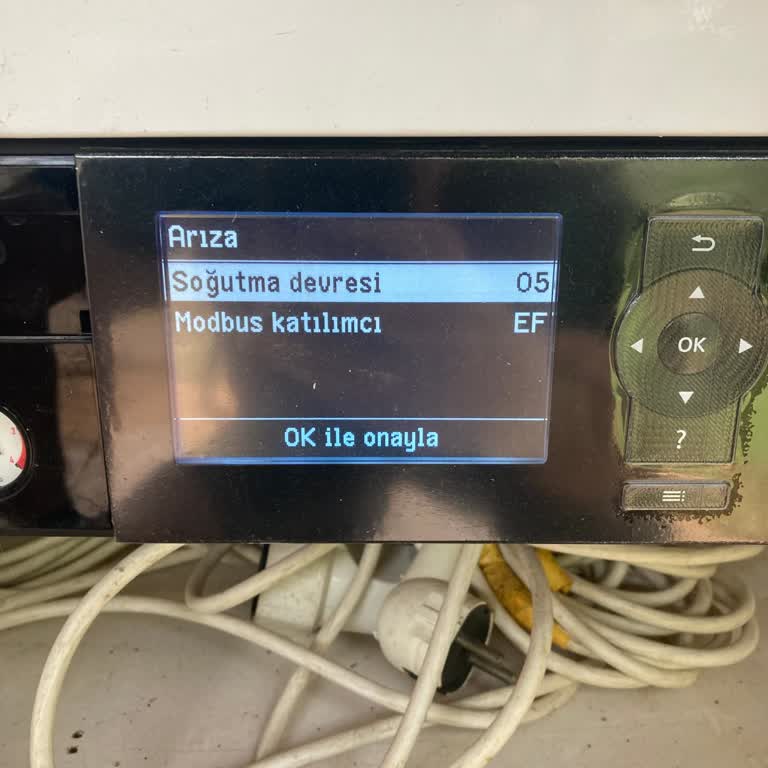 Arıza
Soğutma devresi 05
Modbus katılımcı EF
OK ile onayla
OK
?